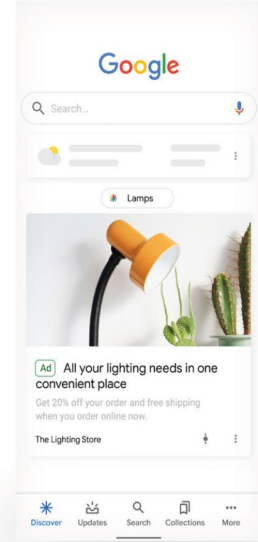 Google
Search...
Lamps
Ad All your lighting needs in one
convenient place
Get 20% off your order and free shipping
when you order online now.
The Lighting Store
Discover Updates Search Collections More